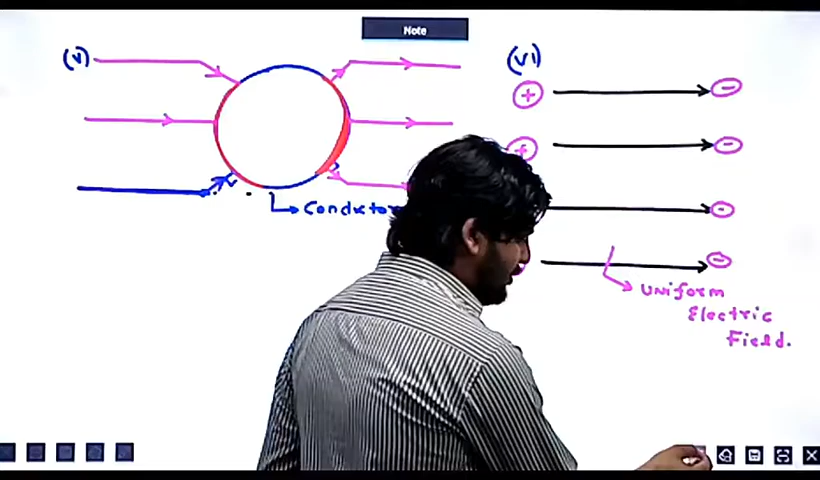 Note
(v)
(vi
+
-
+
-
Conductor
-
-
Uniform
Electric
Field.